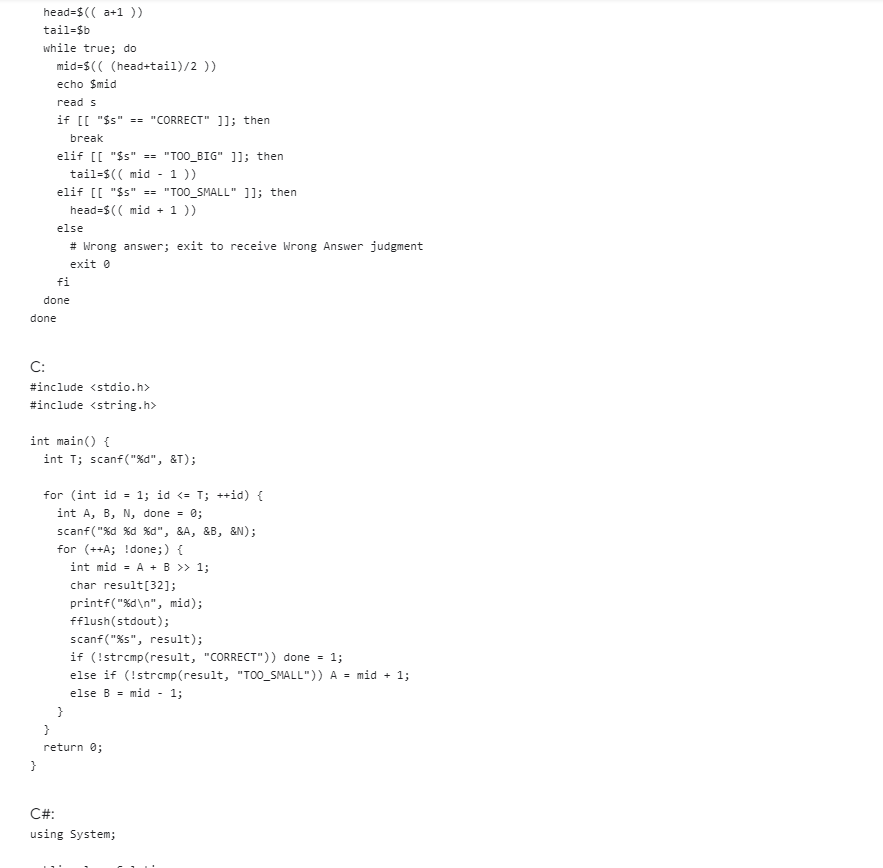 head=$(( a+1 ))
tail=$b
while true; do
mid=$(( (head+tail)/2 ))
echo $mid
read s
if [[ "$s" == "CORRECT" ]]; then
break
elif [[ "$s" == "TOO_BIG" ]]; then
tail=$(( mid - 1 ))
elif [[ "$s" == "TOO_SMALL" ]]; then
head=$(( mid + 1 ))
else
# Wrong answer; exit to receive Wrong Answer judgment
exit 0
fi
done
done
C:
#include <stdio.h>
#include <string.h>
int main() {
int T; scanf("%d", &T);
for (int id = 1; id <= T; ++id) {
int A, B, N, done = 0;
scanf("%d %d %d", &A, &B, &N);
for (++A; !done;) {
int mid = A + B >> 1;
char result[32];
printf("%d\n", mid);
fflush(stdout);
scanf("%s", result);
if (!strcmp(result, "CORRECT")) done = 1;
else if (!strcmp(result, "TOO_SMALL")) A = mid + 1;
else B = mid - 1;
}
}
return 0;
}
C#:
using System;